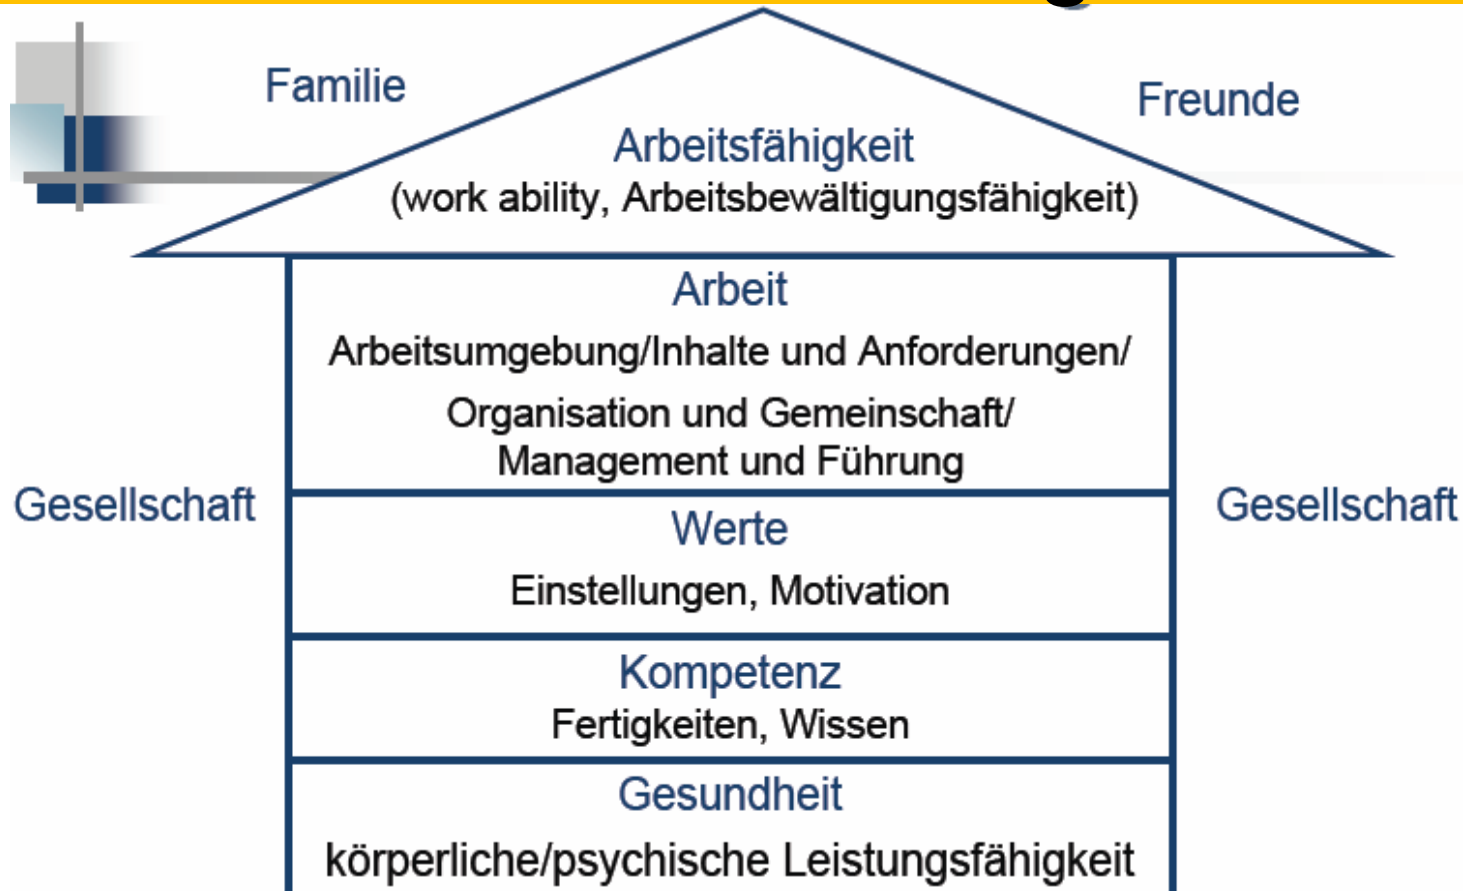 Familie
Freunde
Arbeitsfähigkeit
(work ability, Arbeitsbewältigungsfähigkeit)
Arbeit
Arbeitsumgebung/Inhalte und Anforderungen/
Organisation und Gemeinschaft/
Management und Führung
Gesellschaft
Gesellschaft
Werte
Einstellungen, Motivation
Kompetenz
Fertigkeiten, Wissen
Gesundheit
körperliche/psychische Leistungsfähigkeit